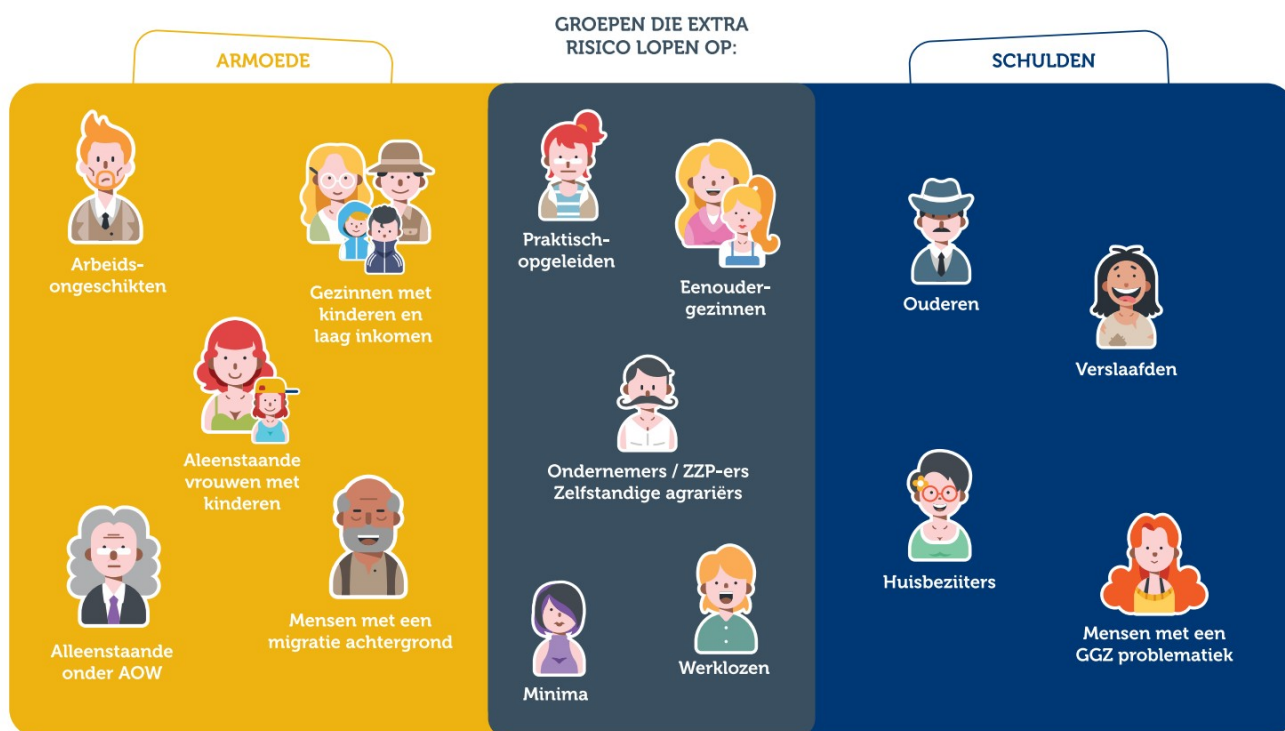 GROEPEN DIE EXTRA
RISICO LOPEN OP:
ARMOEDE
SCHULDEN
Arbeids-
ongeschikten
Gezinnen met
kinderen en
laag inkomen
Aleenstaande
vrouwen met
kinderen
Alleenstaande
onder AOW
Mensen met een
migratie achtergrond
Praktisch-
opgeleiden
Eenouder-
gezinnen
Ondernemers / ZZP-ers
Zelfstandige agrariërs
Minima
Werklozen
Ouderen
Verslaafden
Huisbeziiters
Mensen met een
GGZ problematiek